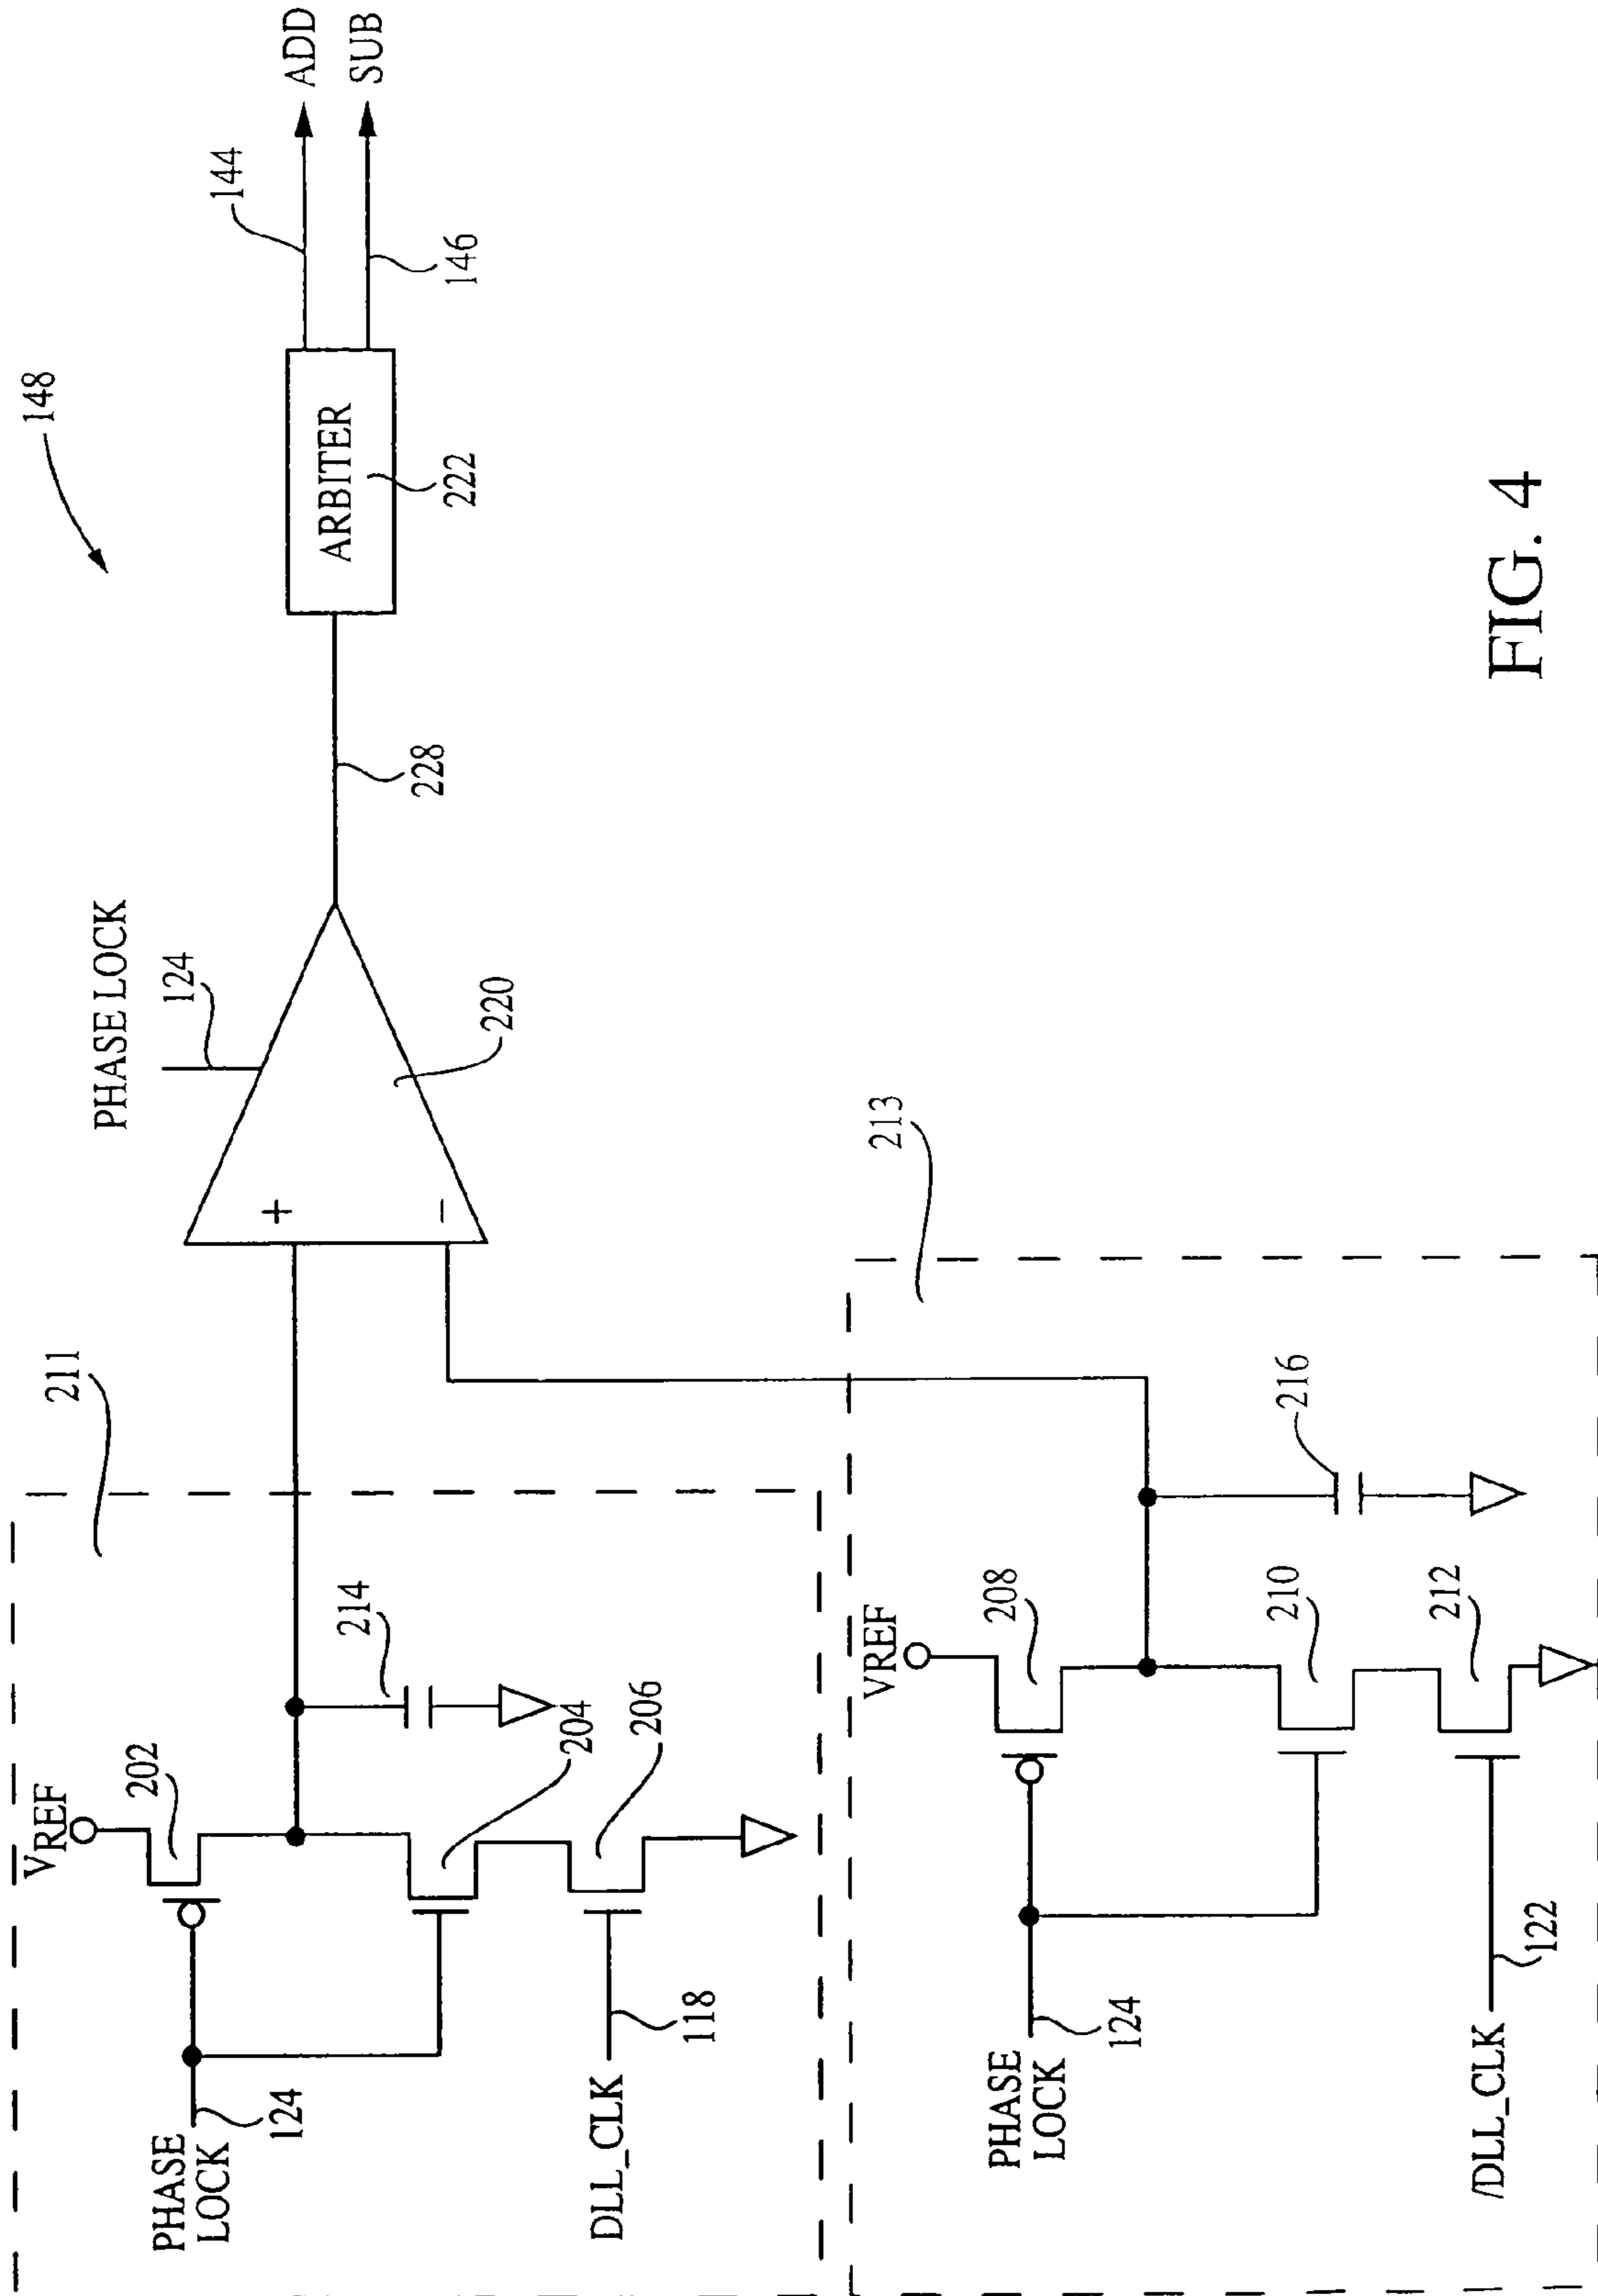 148
211
VREF
202
PHASE
LOCK
124
214
204
206
DLL_CLK
118
PHASE LOCK
124
+
−
220
228
ARBITER
222
144
ADD
146
SUB
213
VREF
208
PHASE
LOCK
124
216
210
212
/DLL_CLK
122
FIG. 4